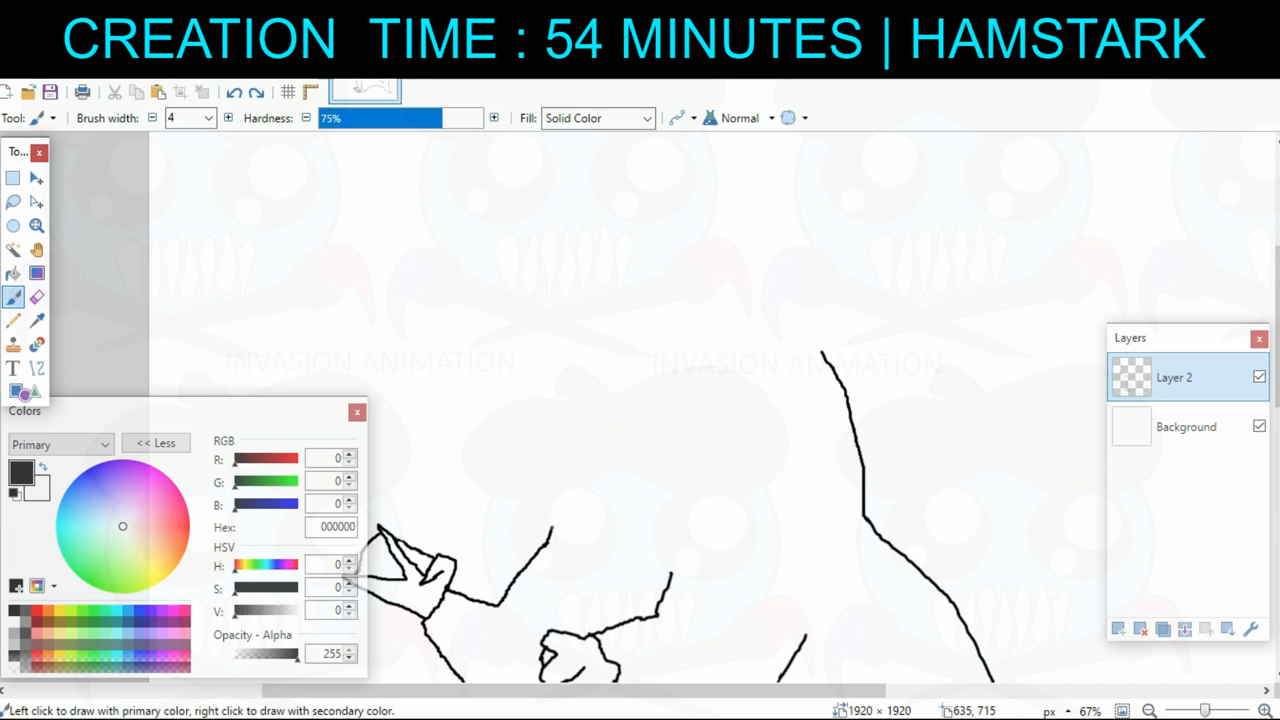 CREATION TIME : 54 MINUTES | HAMSTARK
Tool:
Brush width: 4 Hardness: 75% Fill: Solid Color Normal
To...
INVASION ANIMATION INVASION ANIMATION
Layers
Layer 2
Background
Colors
Primary
<< Less
RGB
R: 0
G: 0
B: 0
Hex: 000000
HSV
H: 0
S: 0
V: 0
Opacity - Alpha
255
Left click to draw with primary color, right click to draw with secondary color. 1920 × 1920 635, 715 px 67%